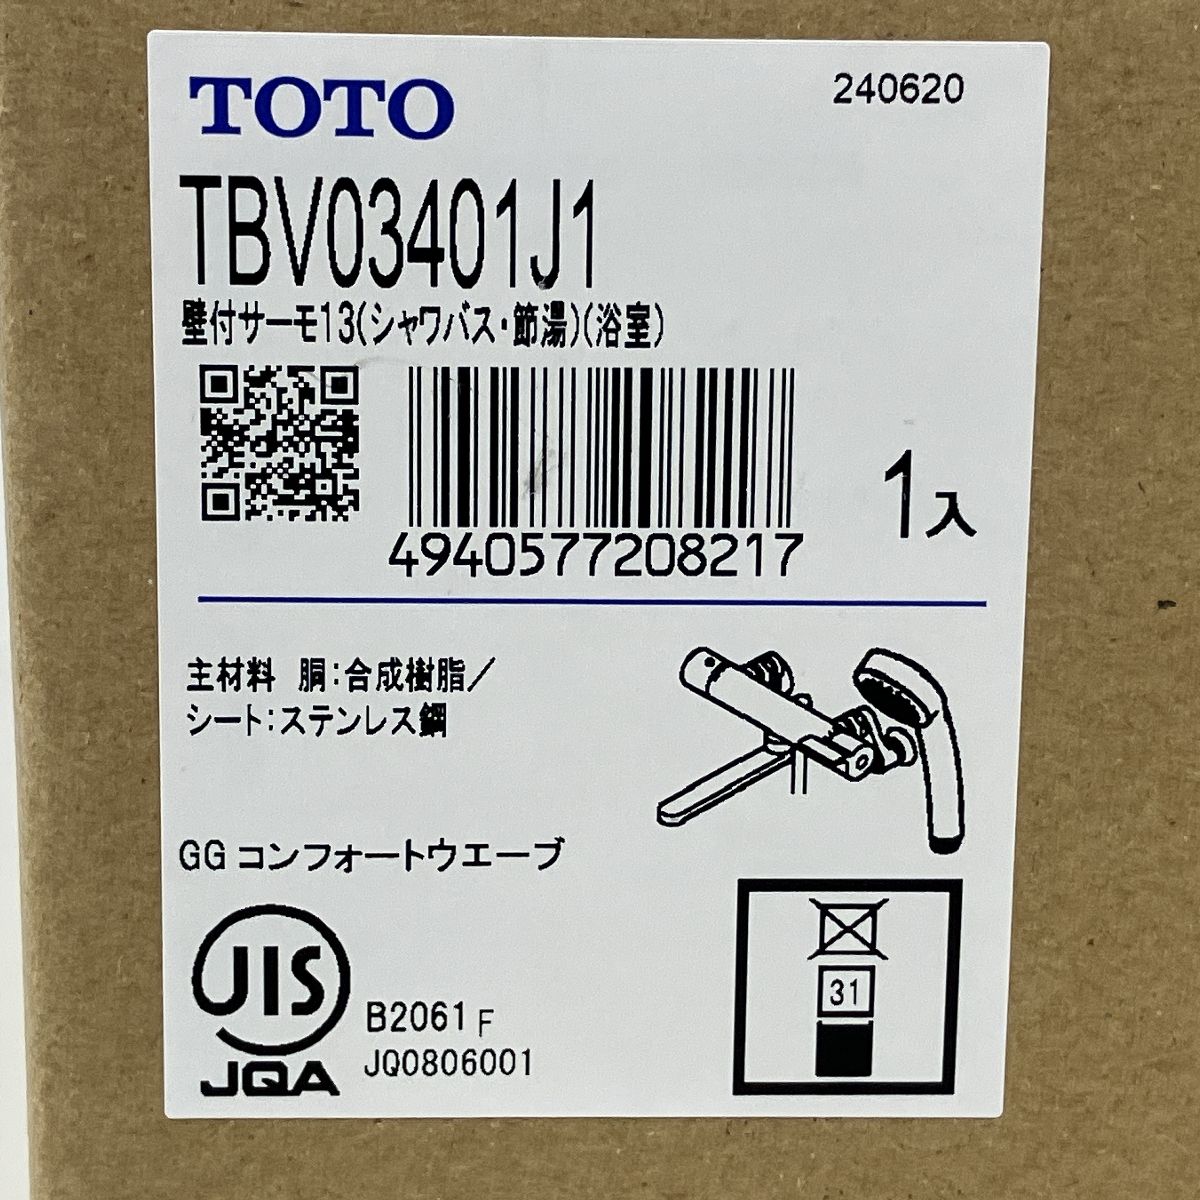 TOTO
240620
TBV03401J1
壁付サーモ13(シャワバス・節湯)(浴室)
4940577208217
1入
主材料 胴:合成樹脂/
シート:ステンレス鋼
GG コンフォートウエーブ
JIS
JQA
B2061 F
JQ0806001
31